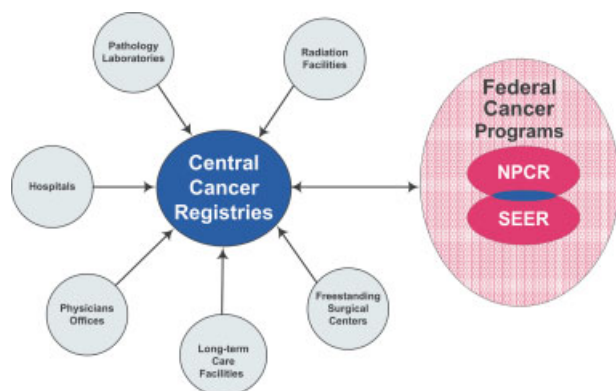 Pathology
Laboratories
Radiation
Facilities
Federal
Cancer
Programs
NPCR
SEER
Central
Cancer
Registries
Hospitals
Physicians
Offices
Long-term
Care
Facilities
Freestanding
Surgical
Centers